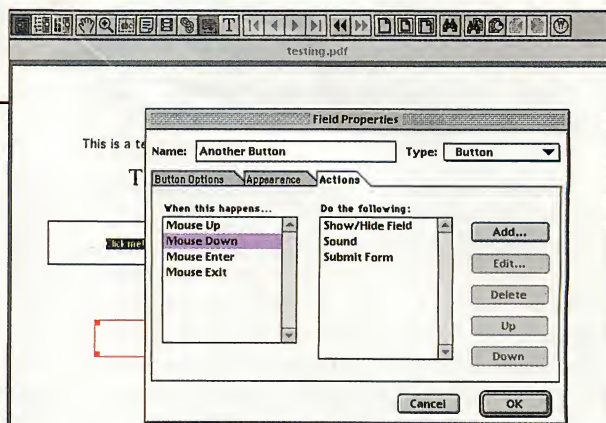 testing.pdf
Field Properties
This is a te
Name: Another Button Type: Button
T
Button Options Appearance Actions
When this happens... Do the following:
Mouse Up Show/Hide Field
Mouse Down Sound
Mouse Enter Submit Form
Mouse Exit
Add...
Edit...
Delete
Up
Down
Cancel OK